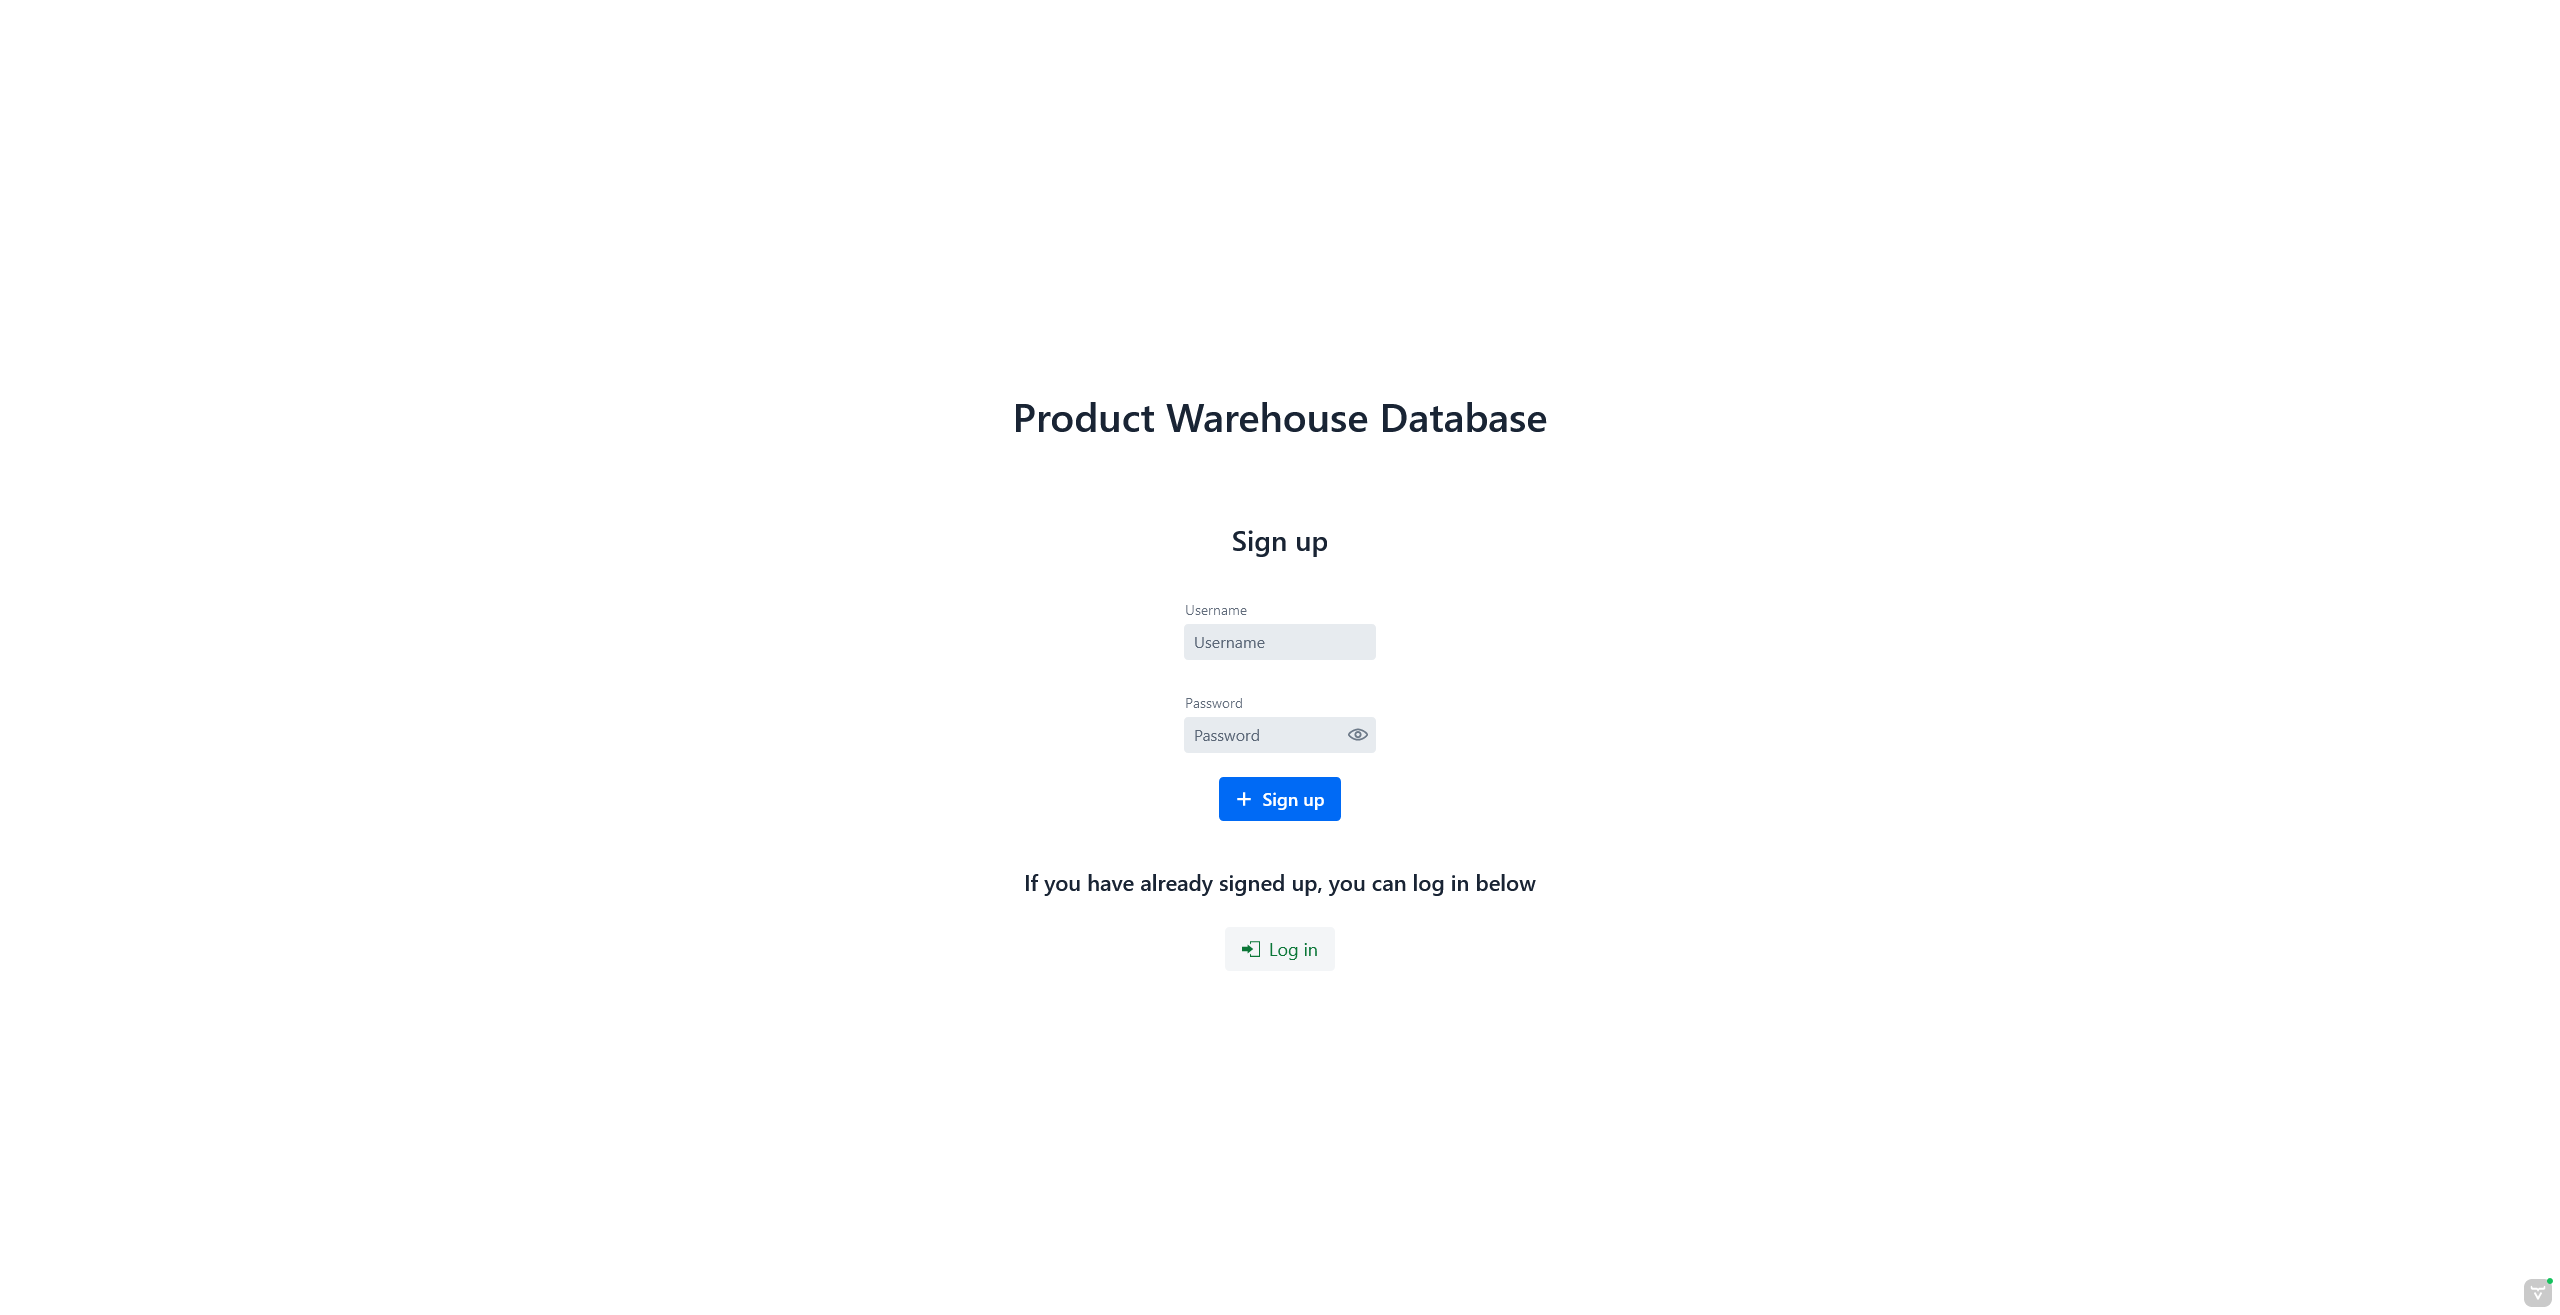 Product Warehouse Database
Sign up
Username
Username
Password
Password
Sign up
If you have already signed up, you can log in below
Log in